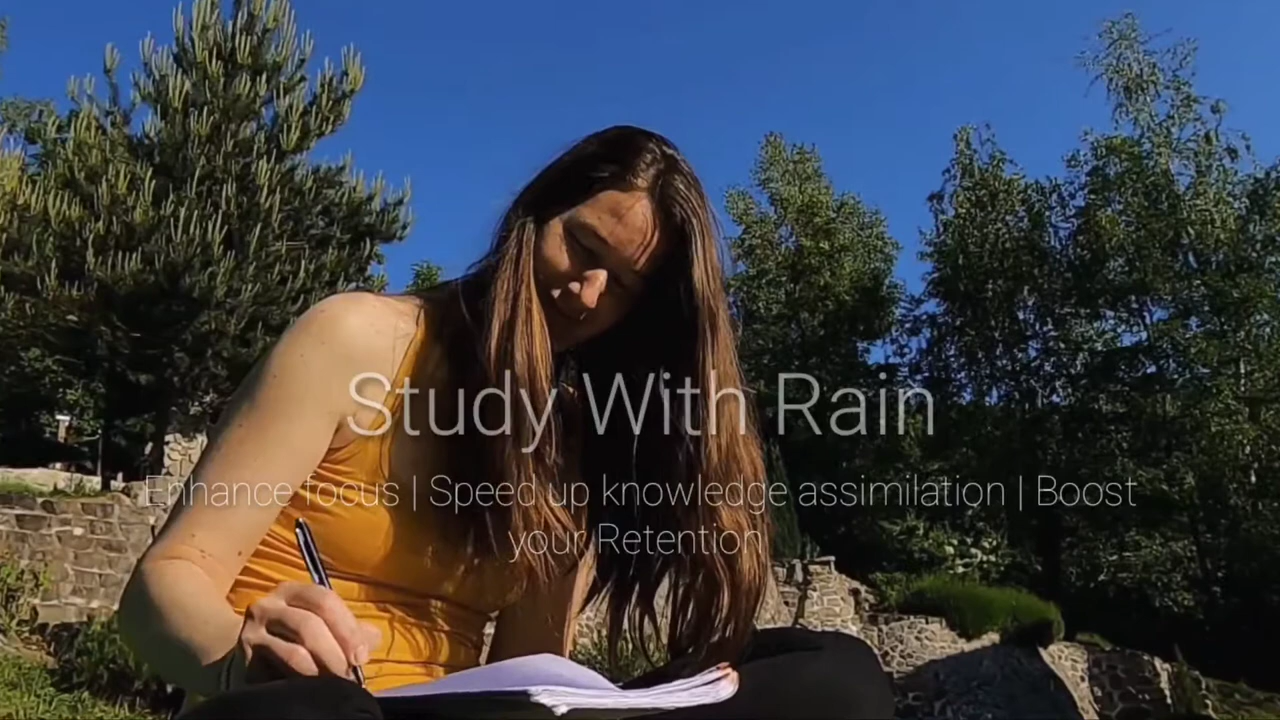 Study With Rain
Enhance focus | Speed up knowledge assimilation | Boost
your Retention